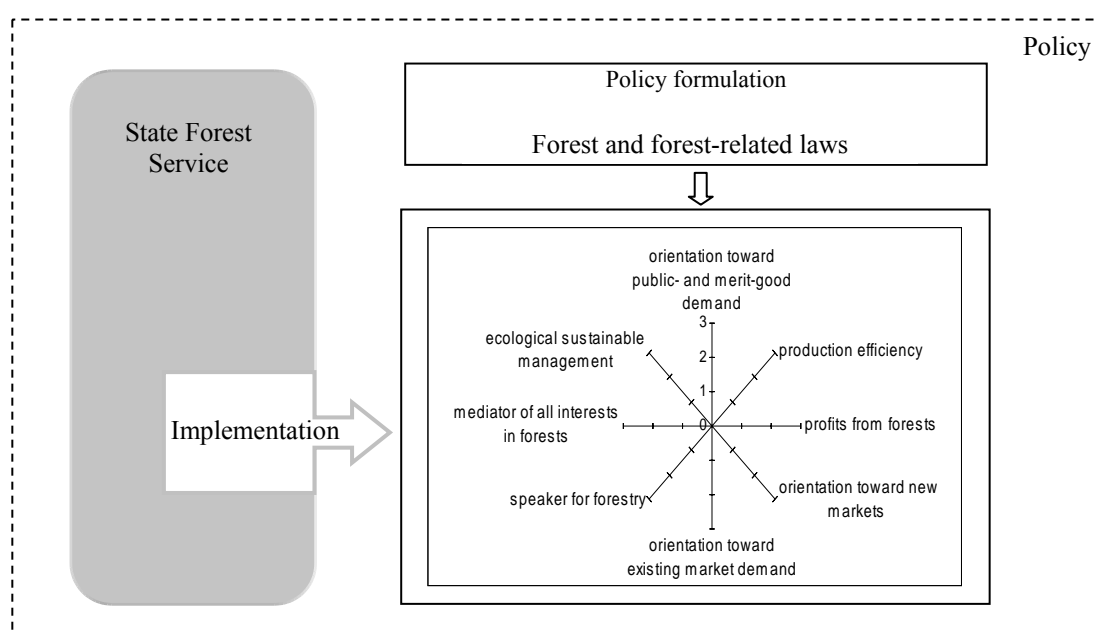 Policy
State Forest
Service
Policy formulation
Forest and forest-related laws
Implementation
orientation toward
public- and merit-good
demand
3
2
1
0
ecological sustainable
management
production efficiency
mediator of all interests
in forests
profits from forests
speaker for forestry
orientation toward new
markets
orientation toward
existing market demand